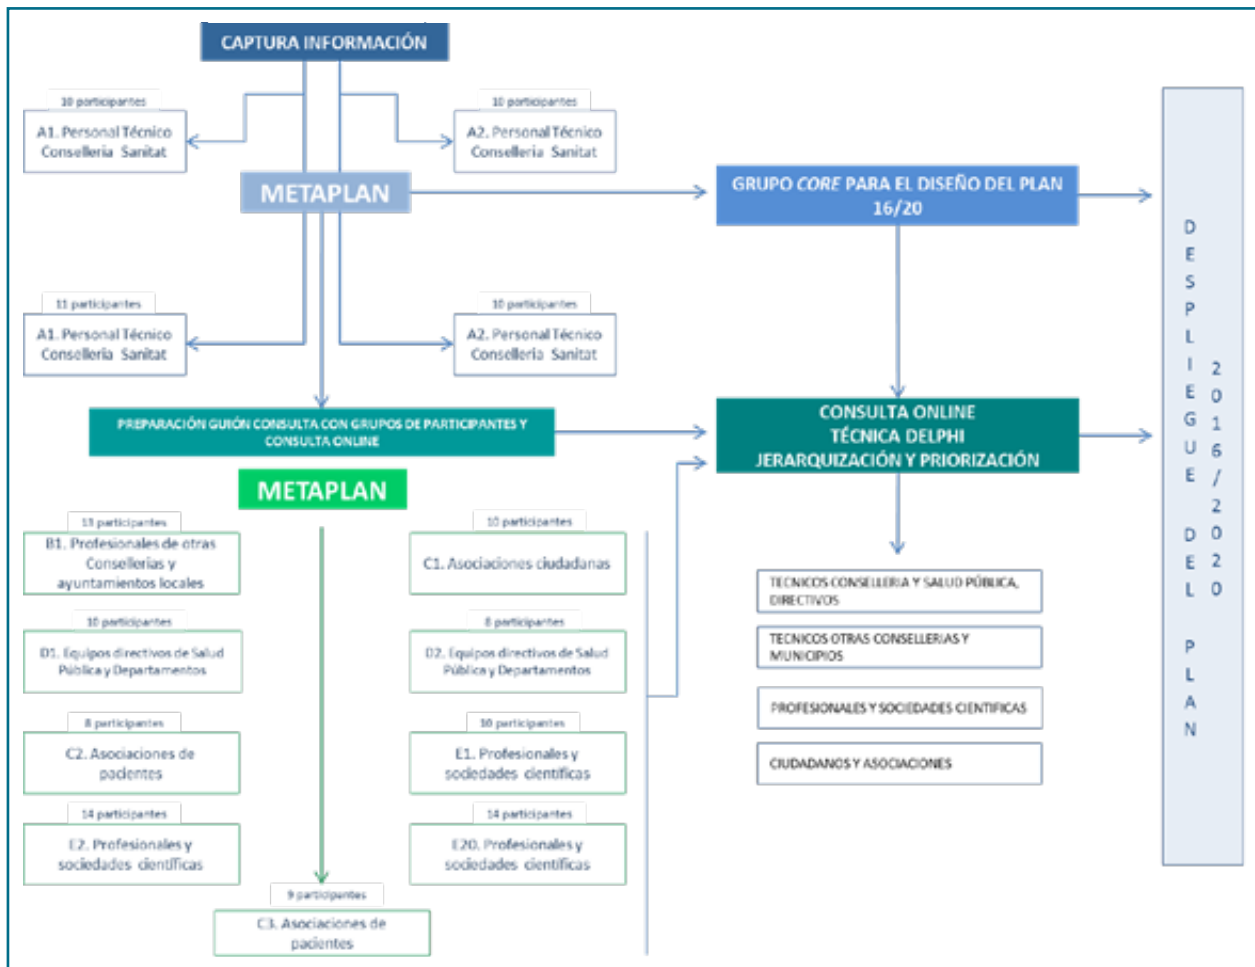 CAPTURA INFORMACIÓN
10 participantes
A1. Personal Técnico
Conselleria Sanitat
10 participantes
A2. Personal Técnico
Conselleria Sanitat
METAPLAN
GRUPO CORE PARA EL DISEÑO DEL PLAN
16/20
11 participantes
A1. Personal Técnico
Conselleria Sanitat
10 participantes
A2. Personal Técnico
Conselleria Sanitat
PREPARACIÓN GUIÓN CONSULTA CON GRUPOS DE PARTICIPANTES Y
CONSULTA ONLINE
CONSULTA ONLINE
TÉCNICA DELPHI
JERARQUIZACIÓN Y PRIORIZACIÓN
METAPLAN
13 participantes
B1. Profesionales de otras
Consellerias y
ayuntamientos locales
10 participantes
C1. Asociaciones ciudadanas
10 participantes
D1. Equipos directivos de Salud
Pública y Departamentos
8 participantes
D2. Equipos directivos de Salud
Pública y Departamentos
8 participantes
C2. Asociaciones de
pacientes
10 participantes
E1. Profesionales y
sociedades científicas
14 participantes
E2. Profesionales y
sociedades científicas
14 participantes
E20. Profesionales y
sociedades científicas
9 participantes
C3. Asociaciones de
pacientes
TECNICOS CONSELLERIA Y SALUD PÚBLICA,
DIRECTIVOS
TECNICOS OTRAS CONSELLERIAS Y
MUNICIPIOS
PROFESIONALES Y SOCIEDADES CIENTIFICAS
CIUDADANOS Y ASOCIACIONES
DESPLIEGUE DEL PLAN
2016/2020